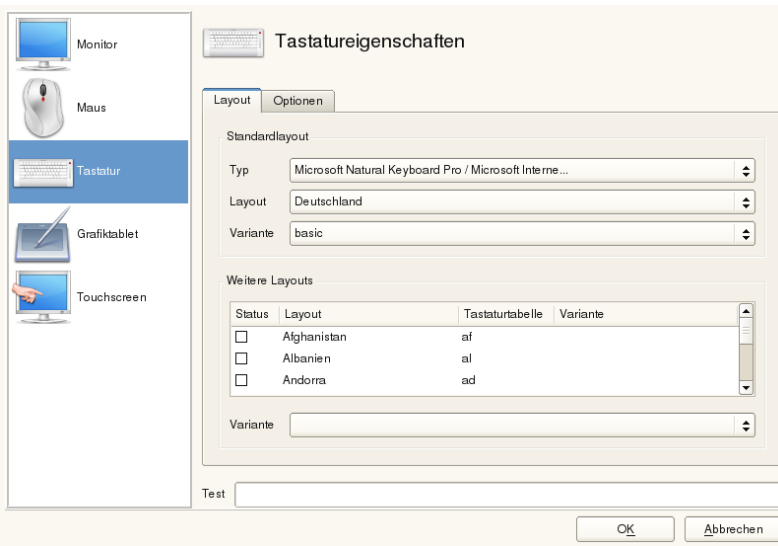 Monitor
Maus
Tastatur
Grafiktablet
Touchscreen
Tastatureigenschaften
Layout Optionen
Standardlayout
Typ Microsoft Natural Keyboard Pro / Microsoft Interne...
Layout Deutschland
Variante basic
Weitere Layouts
Status Layout Tastaturtabelle Variante
Afghanistan af
Albanien al
Andorra ad
Variante
Test
OK Abbrechen